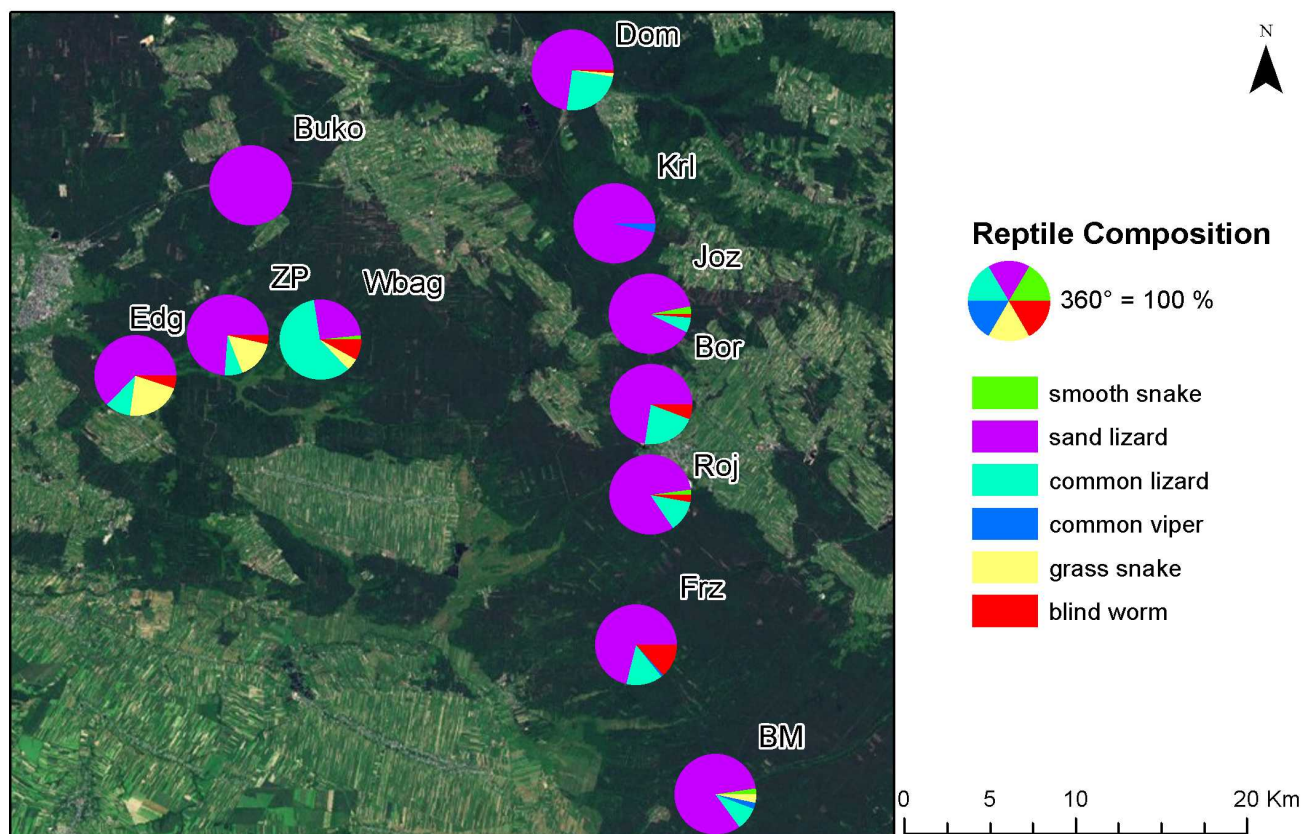 Dom
N
Buko
Krl
Reptile Composition
Joz
ZP
Wbag
360° = 100 %
Edg
Bor
smooth snake
sand lizard
Roj
common lizard
common viper
grass snake
Frz
blind worm
BM
0 5 10 20 Km